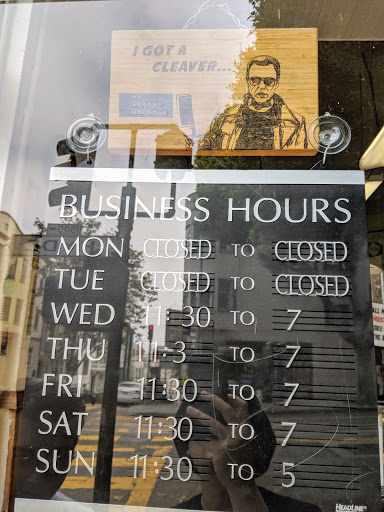 I GOT A
CLEAVER...
BUSINESS HOURS
MON CLOSED TO CLOSED
TUE CLOSED TO CLOSED
WED 11:30 TO 7
THU 11:3 TO 7
FRI 11:30 TO 7
SAT 11:30 TO 7
SUN 11:30 TO 5
HEADLINE